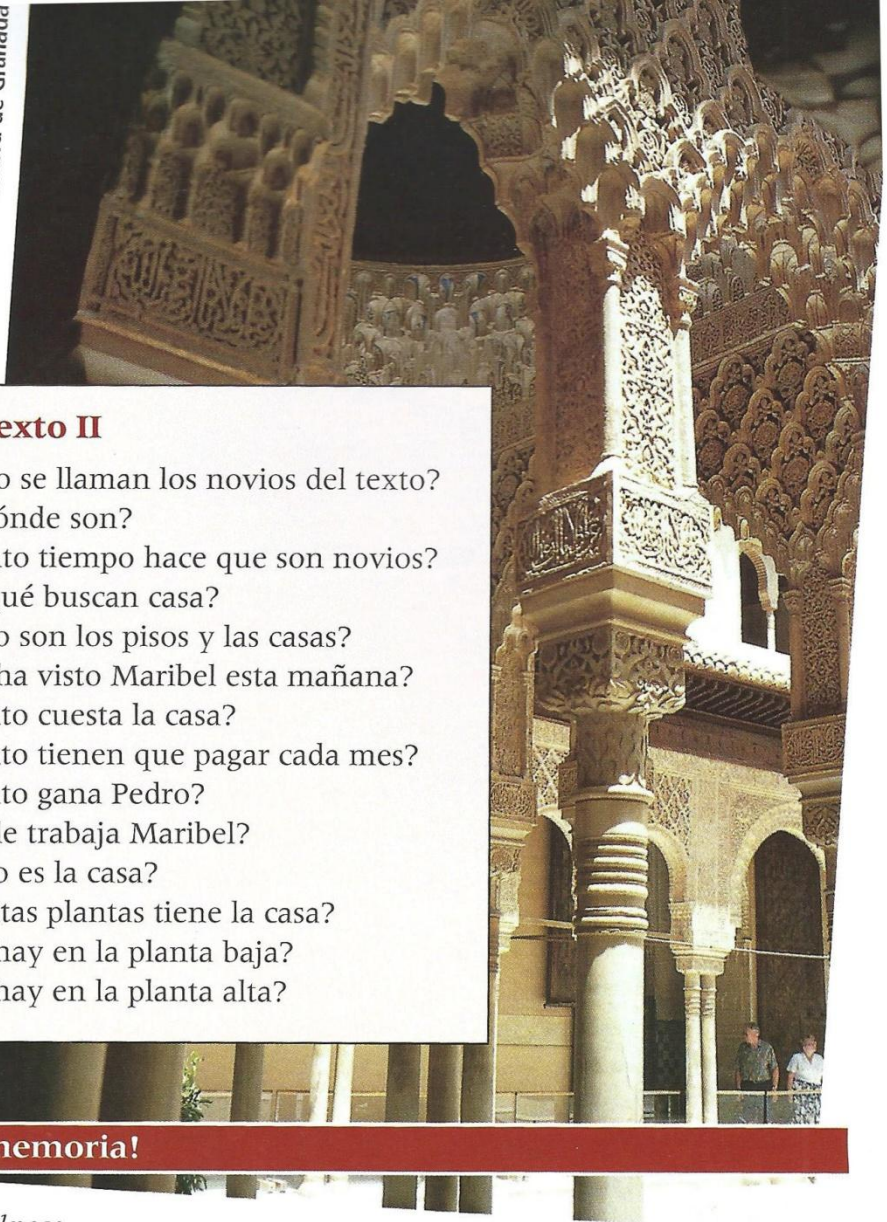 de Granada
exto II
o se llaman los novios del texto?
ónde son?
to tiempo hace que son novios?
ué buscan casa?
o son los pisos y las casas?
ha visto Maribel esta mañana?
to cuesta la casa?
to tienen que pagar cada mes?
to gana Pedro?
e trabaja Maribel?
o es la casa?
tas plantas tiene la casa?
hay en la planta baja?
hay en la planta alta?
nemoria!